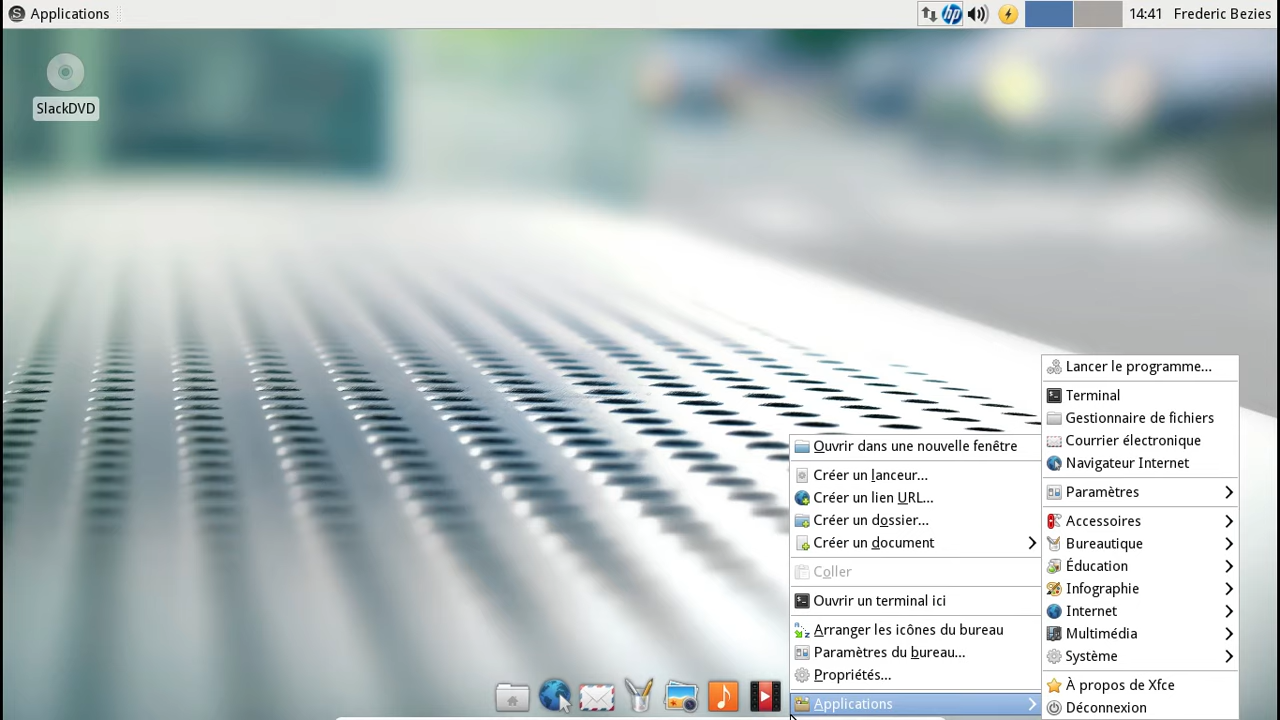 Applications
14:41 Frederic Bezies
SlackDVD
Ouvrir dans une nouvelle fenêtre
Créer un lanceur...
Créer un lien URL...
Créer un dossier...
Créer un document
Coller
Ouvrir un terminal ici
Arranger les icônes du bureau
Paramètres du bureau...
Propriétés...
Applications
Lancer le programme...
Terminal
Gestionnaire de fichiers
Courrier électronique
Navigateur Internet
Paramètres
Accessoires
Bureautique
Éducation
Infographie
Internet
Multimédia
Système
À propos de Xfce
Déconnexion
hp